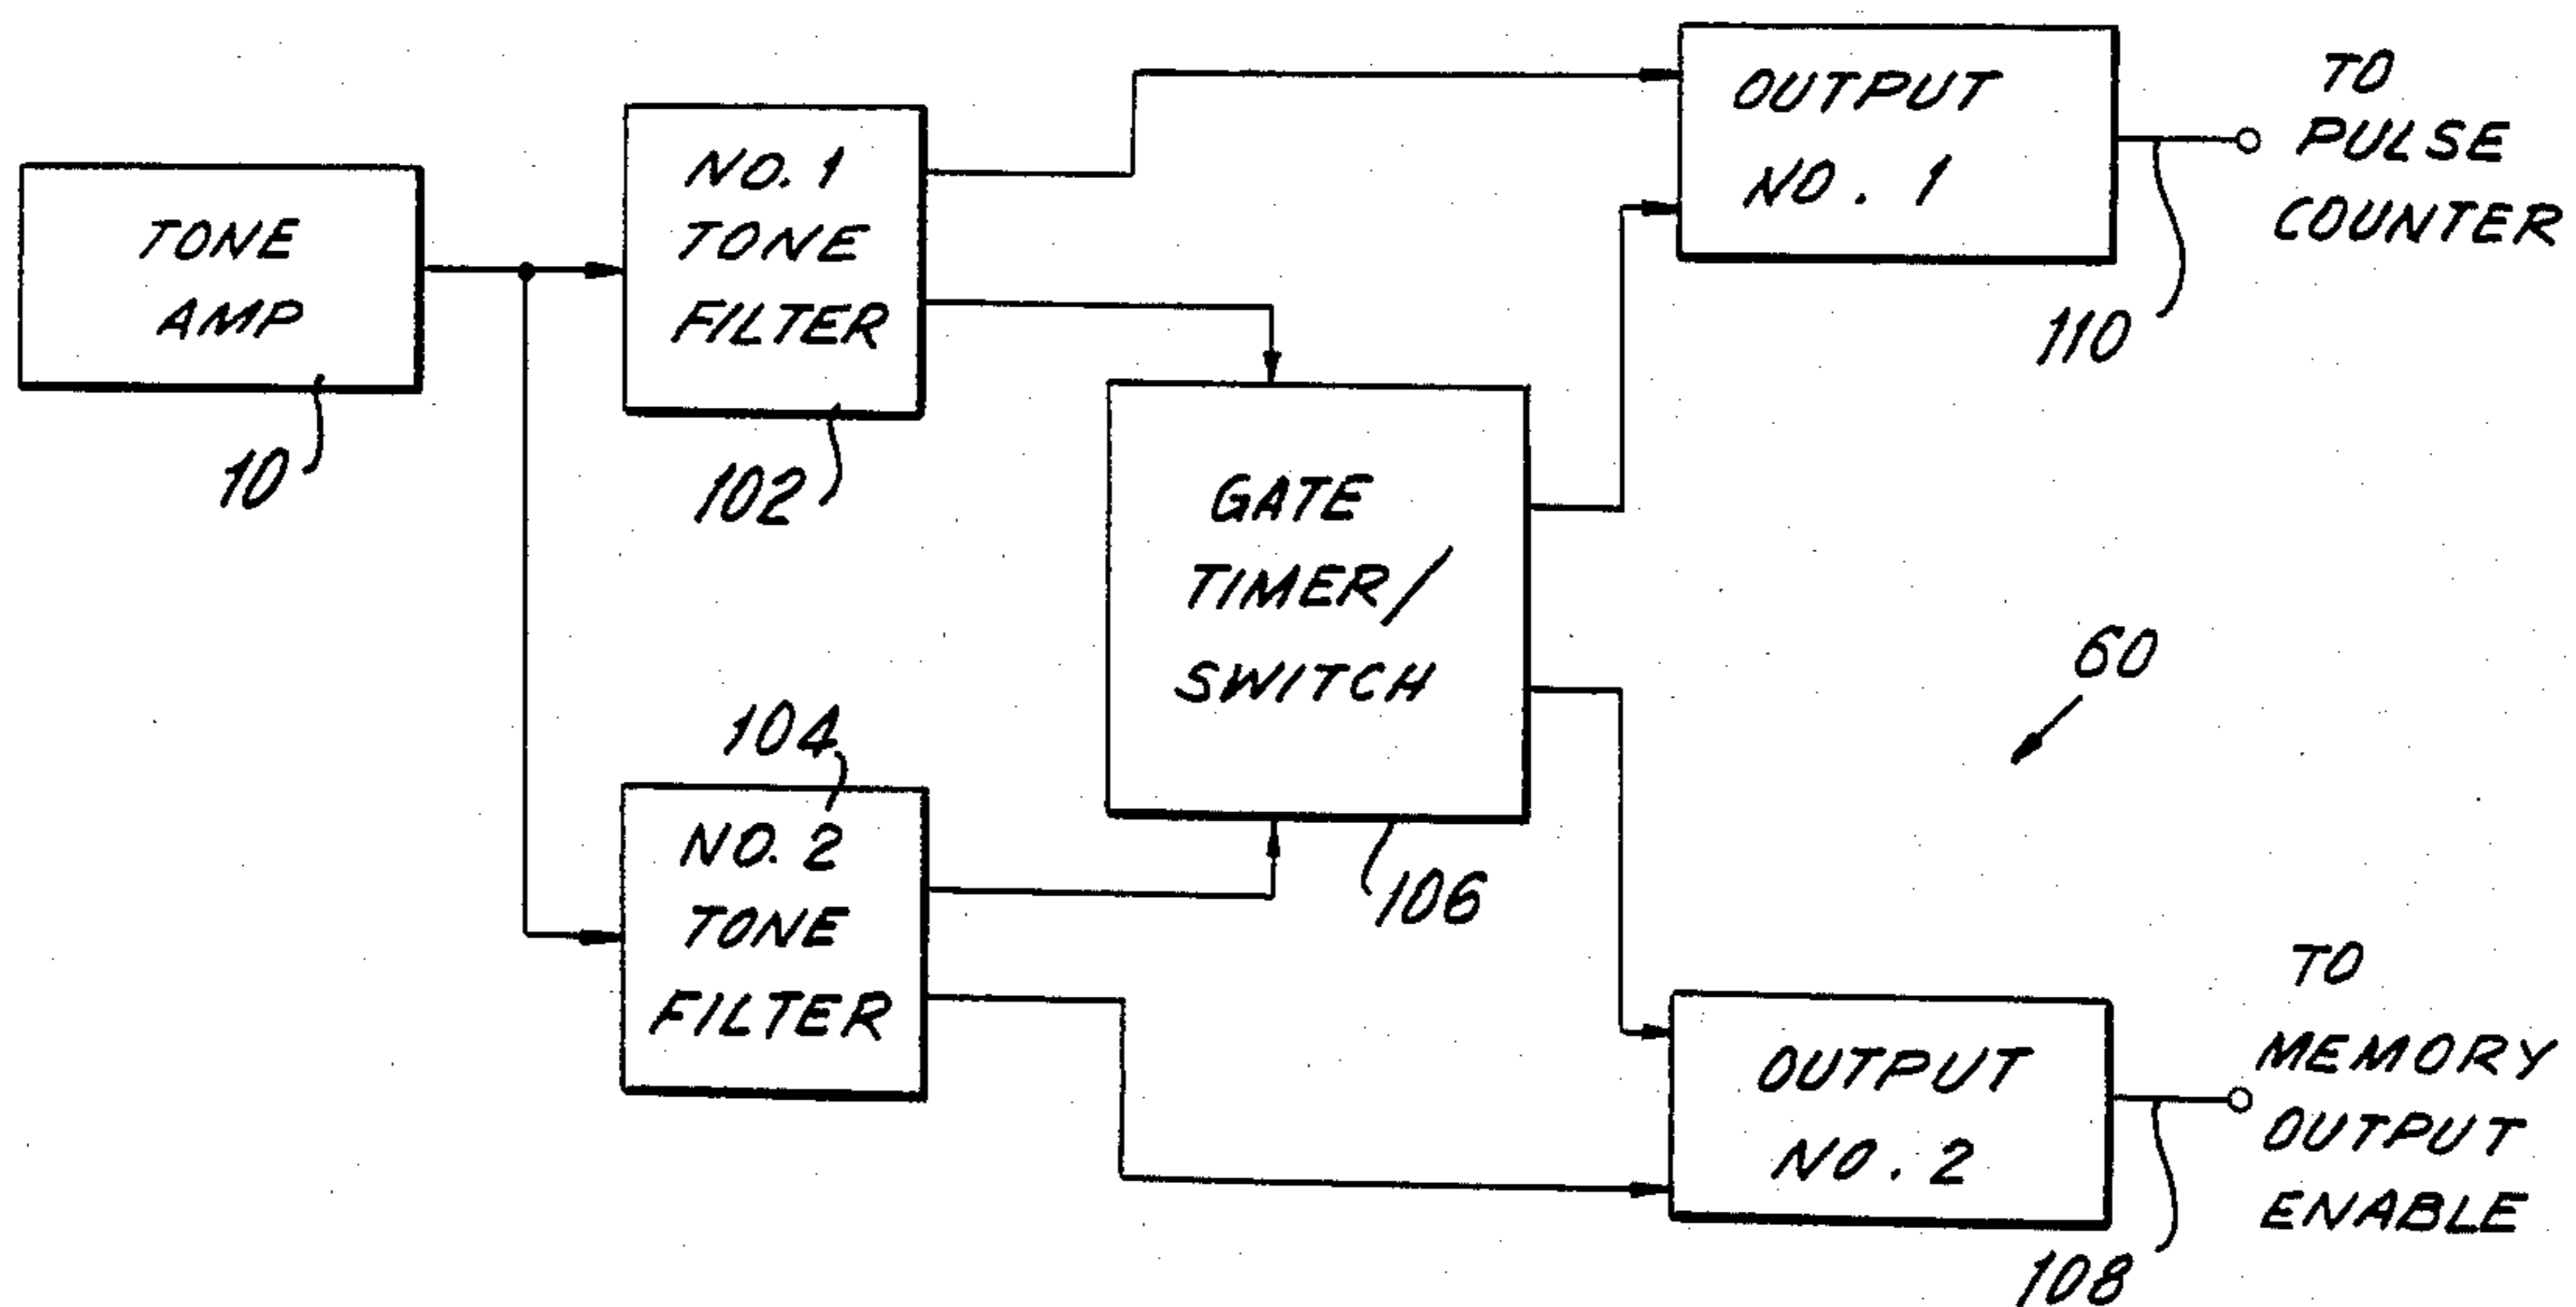 TONE
AMP
10
NO. 1
TONE
FILTER
102
NO. 2
TONE
FILTER
104
GATE
TIMER/
SWITCH
106
OUTPUT
NO. 1
110
TO
PULSE
COUNTER
60
OUTPUT
NO. 2
108
TO
MEMORY
OUTPUT
ENABLE